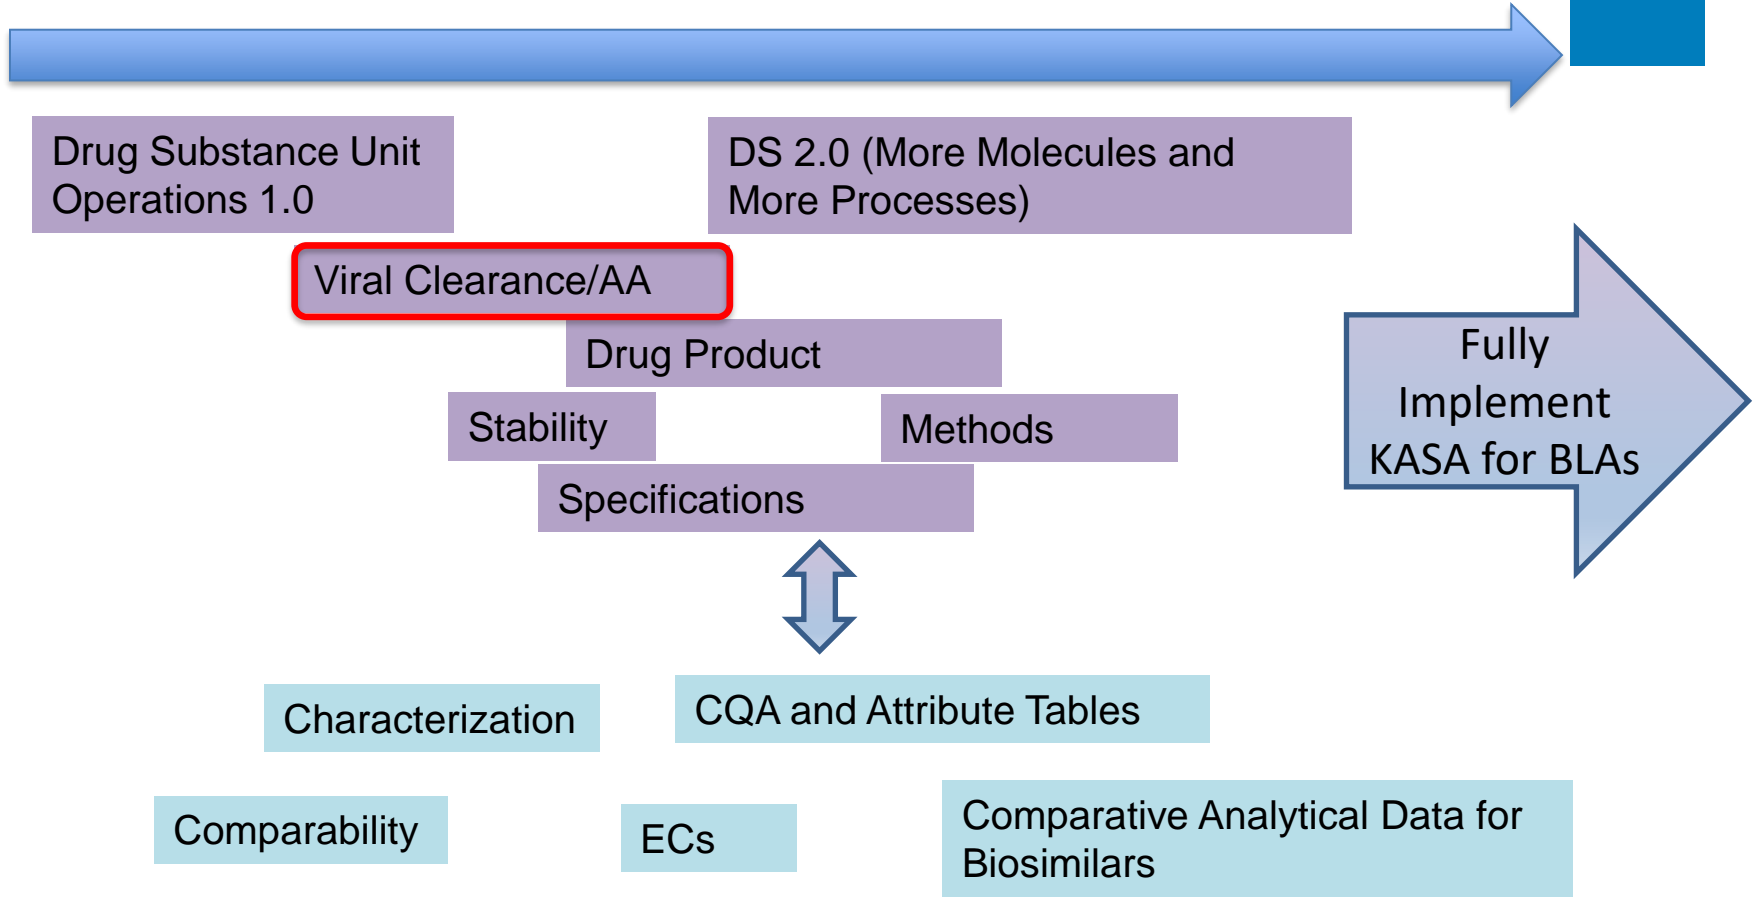 Drug Substance Unit
Operations 1.0
DS 2.0 (More Molecules and
More Processes)
Viral Clearance/AA
Drug Product
Stability
Methods
Specifications
Fully
Implement
KASA for BLAs
Characterization
CQA and Attribute Tables
Comparability
ECs
Comparative Analytical Data for
Biosimilars